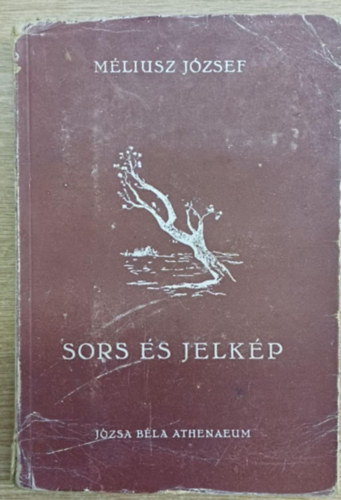 MÉLIUSZ JÓZSEF
SORS ÉS JELKÉP
JÓZSA BÉLA ATHENAEUM